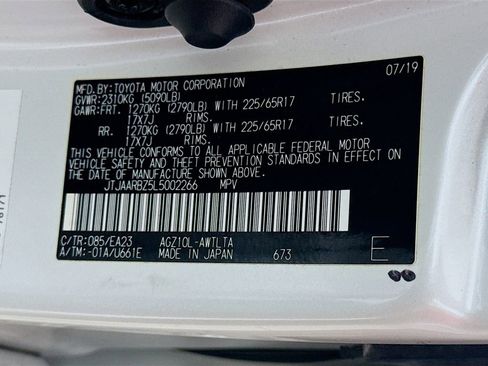 MFD.BY:TOYOTA MOTOR CORPORATION 07/19
GVWR:2310KG (5090LB)
GAWR:FRT. 1270KG (2790LB) WITH 225/65R17 TIRES,
17X7J RIMS.
RR. 1270KG (2790LB) WITH 225/65R17 TIRES,
17X7J RIMS.
THIS VEHICLE CONFORMS TO ALL APPLICABLE FEDERAL MOTOR
VEHICLE SAFETY AND THEFT PREVENTION STANDARDS IN EFFECT ON
THE DATE OF MANUFACTURE SHOWN ABOVE.
JTJAARBZ5L5002266 MPV
C/TR:085/EA23 AGZ10L-AWTLTA
A/TM:-01A/U661E MADE IN JAPAN 673 E